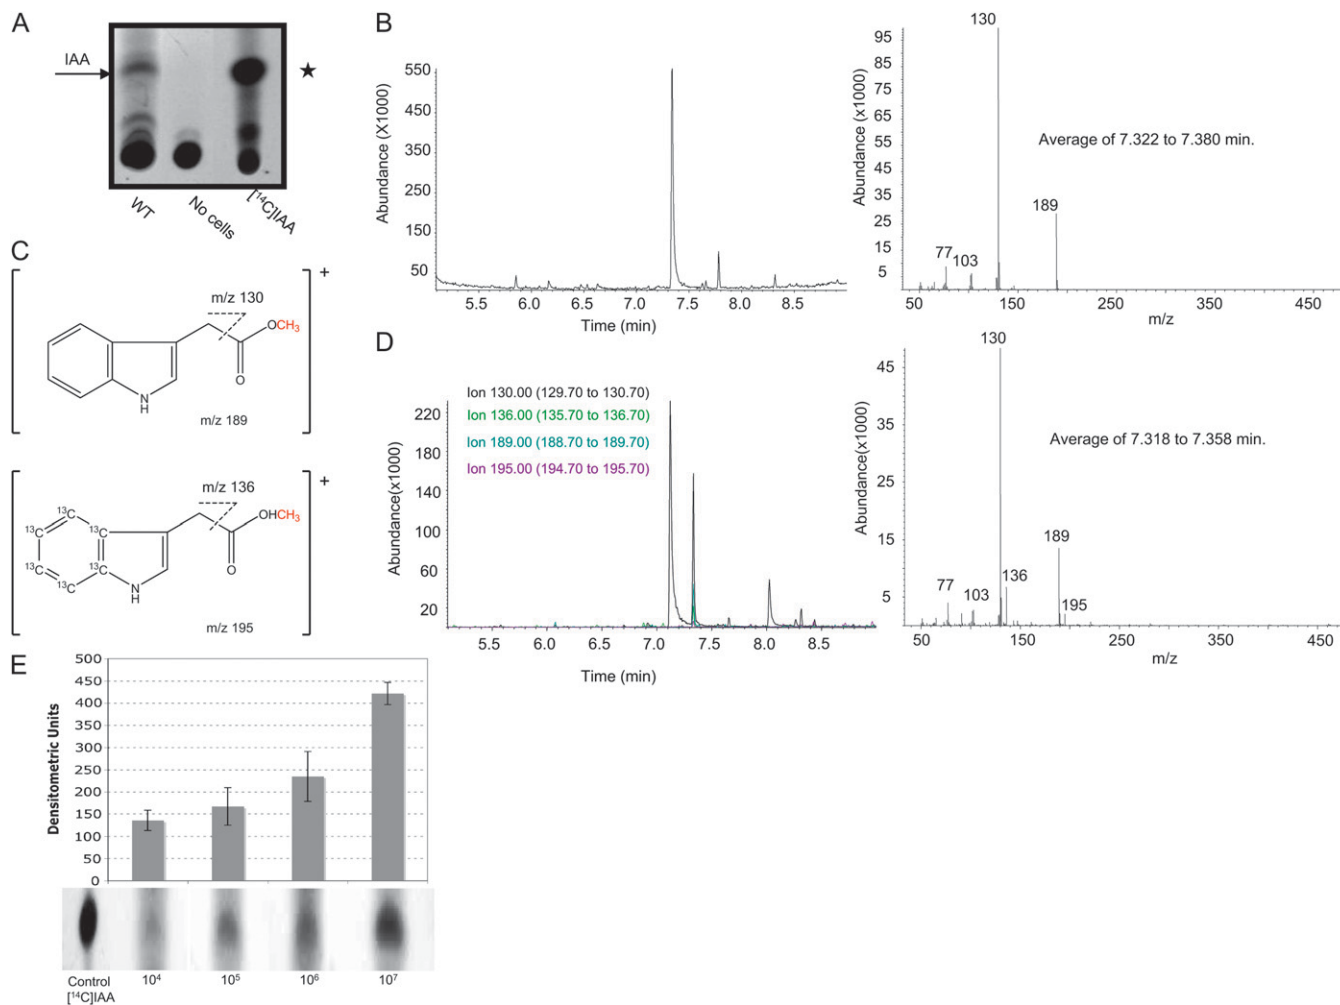 A
IAA
WT
No cells
[¹⁴C]IAA
B
Abundance (X1000)
550
450
350
250
150
50
5.5 6.0 6.5 7.0 7.5 8.0 8.5
Time (min)
Abundance (x1000)
95
85
75
65
55
45
35
25
15
5
130
189
77
103
Average of 7.322 to 7.380 min.
50 150 250 350 450
m/z
C
+
m/z 130
OCH₃
O
N
H
m/z 189
+
m/z 136
¹³C
¹³C
¹³C
¹³C
¹³C
¹³C
OHCH₃
O
N
H
m/z 195
D
Ion 130.00 (129.70 to 130.70)
Ion 136.00 (135.70 to 136.70)
Ion 189.00 (188.70 to 189.70)
Ion 195.00 (194.70 to 195.70)
Abundance(x1000)
220
180
140
100
60
20
5.5 6.0 6.5 7.0 7.5 8.0 8.5
Time (min)
Abundance(x1000)
45
35
25
15
5
130
189
136
195
77
103
Average of 7.318 to 7.358 min.
50 150 250 350 450
m/z
E
Densitometric Units
500
450
400
350
300
250
200
150
100
50
0
Control
[¹⁴C]IAA
10⁴ 10⁵ 10⁶ 10⁷